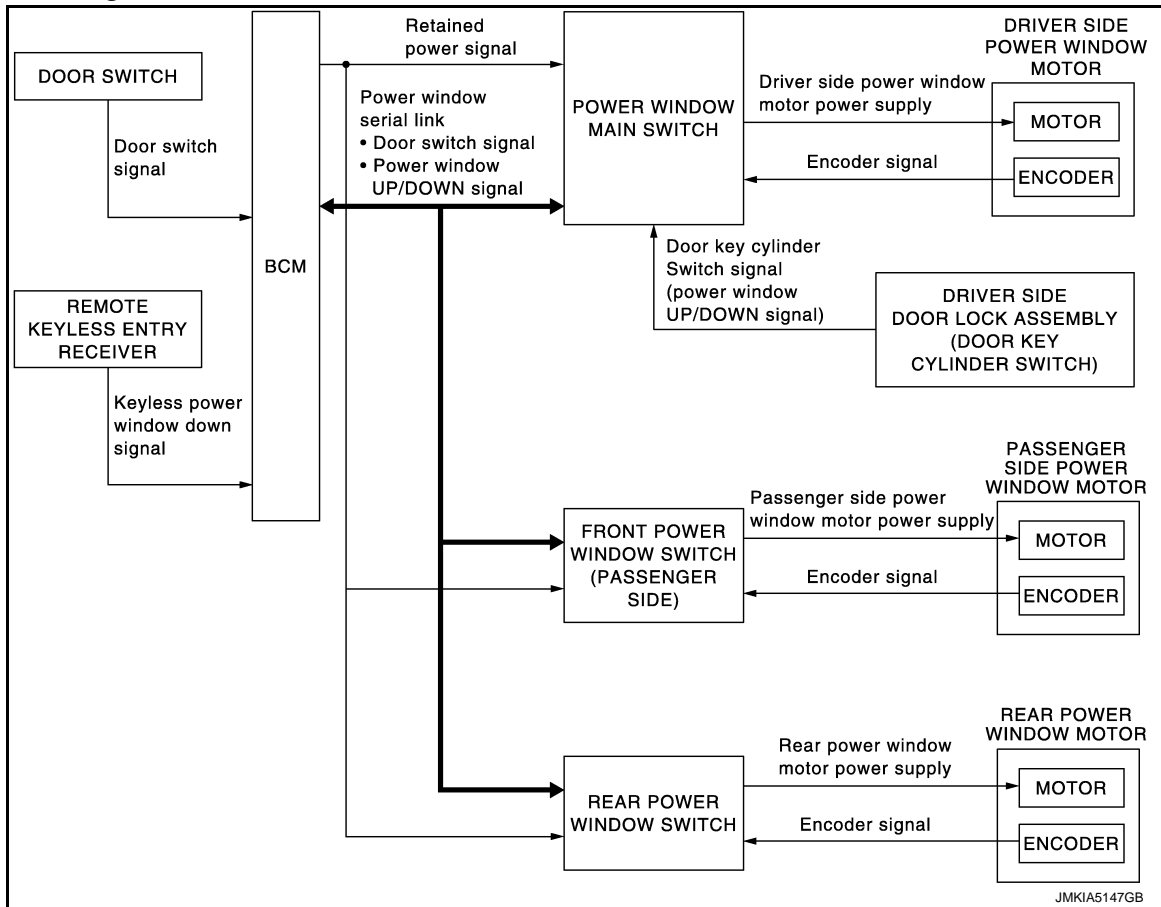 DOOR SWITCH
Door switch
signal
REMOTE
KEYLESS ENTRY
RECEIVER
Keyless power
window down
signal
BCM
Retained
power signal
Power window
serial link
• Door switch signal
• Power window
UP/DOWN signal
POWER WINDOW
MAIN SWITCH
Driver side power window
motor power supply
Encoder signal
DRIVER SIDE
POWER WINDOW
MOTOR
MOTOR
ENCODER
Door key cylinder
Switch signal
(power window
UP/DOWN signal)
DRIVER SIDE
DOOR LOCK ASSEMBLY
(DOOR KEY
CYLINDER SWITCH)
FRONT POWER
WINDOW SWITCH
(PASSENGER
SIDE)
Passenger side power
window motor power supply
Encoder signal
PASSENGER
SIDE POWER
WINDOW MOTOR
MOTOR
ENCODER
REAR POWER
WINDOW SWITCH
Rear power window
motor power supply
Encoder signal
REAR POWER
WINDOW MOTOR
MOTOR
ENCODER
JMKIA5147GB